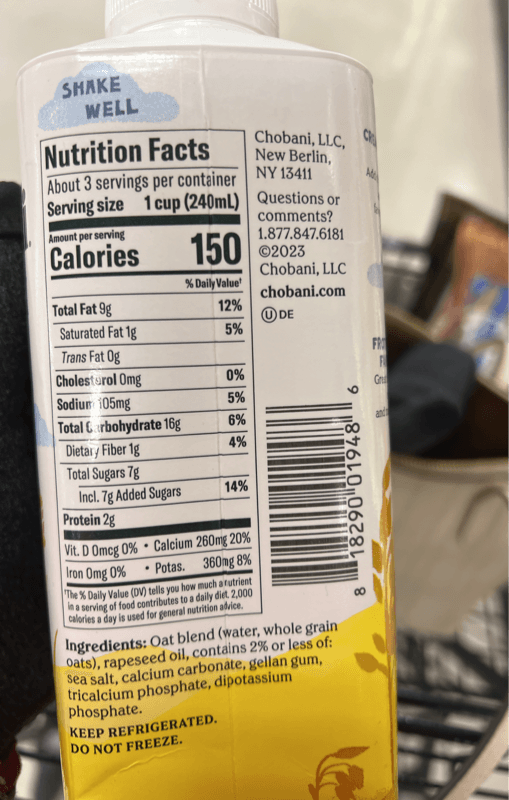 SHAKE
WELL
Nutrition Facts
About 3 servings per container
Serving size 1 cup (240mL)
Amount per serving
Calories 150
% Daily Value†
Total Fat 9g 12%
Saturated Fat 1g 5%
Trans Fat 0g
Cholesterol 0mg 0%
Sodium 105mg 5%
Total Carbohydrate 16g 6%
Dietary Fiber 1g 4%
Total Sugars 7g
Incl. 7g Added Sugars 14%
Protein 2g
Vit. D 0mcg 0% • Calcium 260mg 20%
Iron 0mg 0% • Potas. 360mg 8%
†The % Daily Value (DV) tells you how much a nutrient
in a serving of food contributes to a daily diet. 2,000
calories a day is used for general nutrition advice.
Chobani, LLC,
New Berlin,
NY 13411
Questions or
comments?
1.877.847.6181
©2023
Chobani, LLC
chobani.com
Ⓤ DE
8 18290 01948 6
Ingredients: Oat blend (water, whole grain
oats), rapeseed oil, contains 2% or less of:
sea salt, calcium carbonate, gellan gum,
tricalcium phosphate, dipotassium
phosphate.
KEEP REFRIGERATED.
DO NOT FREEZE.